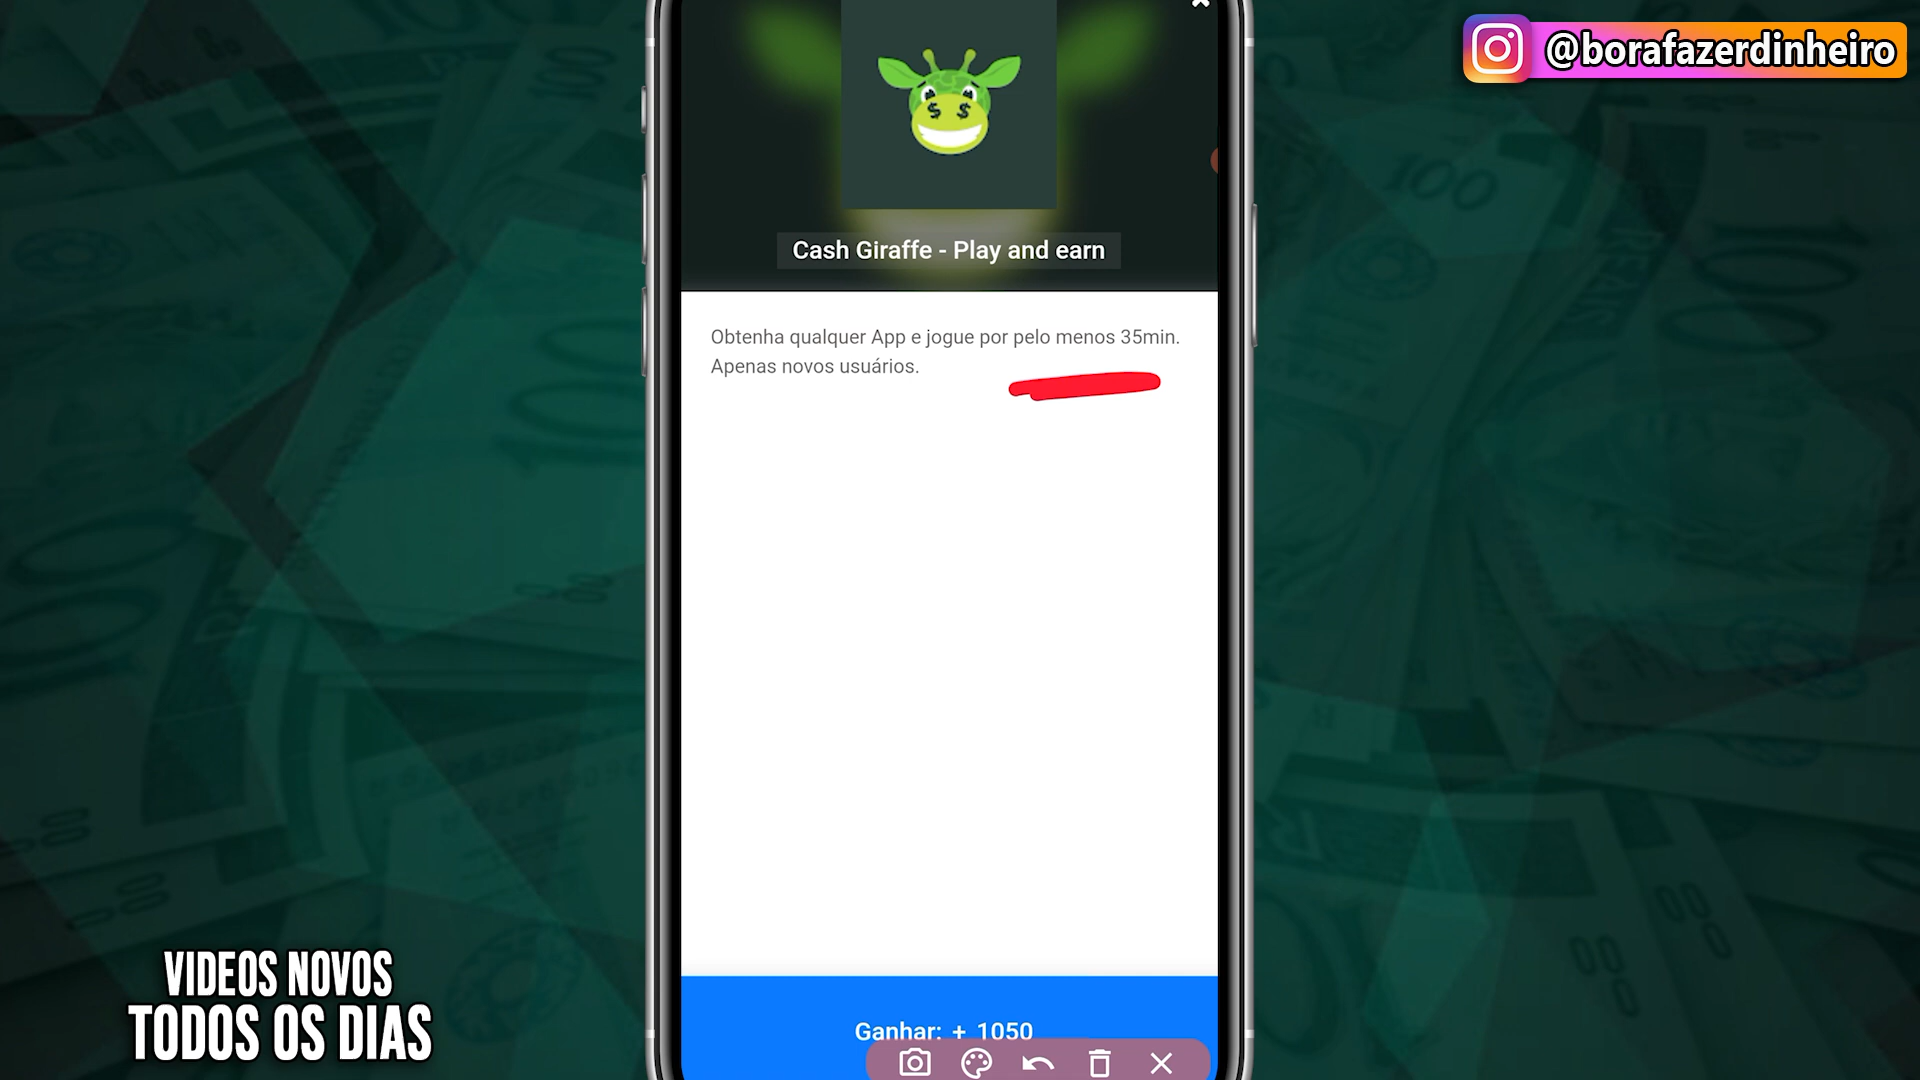 @borafazerdinheiro
Cash Giraffe - Play and earn
Obtenha qualquer App e jogue por pelo menos 35min.
Apenas novos usuários.
Ganhar: + 1050
VIDEOS NOVOS
TODOS OS DIAS